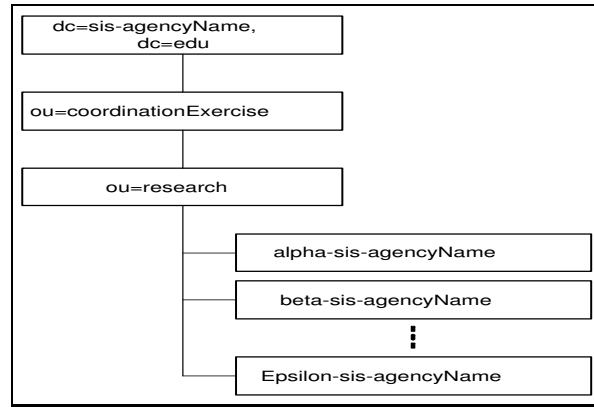 dc=sis-agencyName,
dc=edu
ou=coordinationExercise
ou=research
alpha-sis-agencyName
beta-sis-agencyName
Epsilon-sis-agencyName